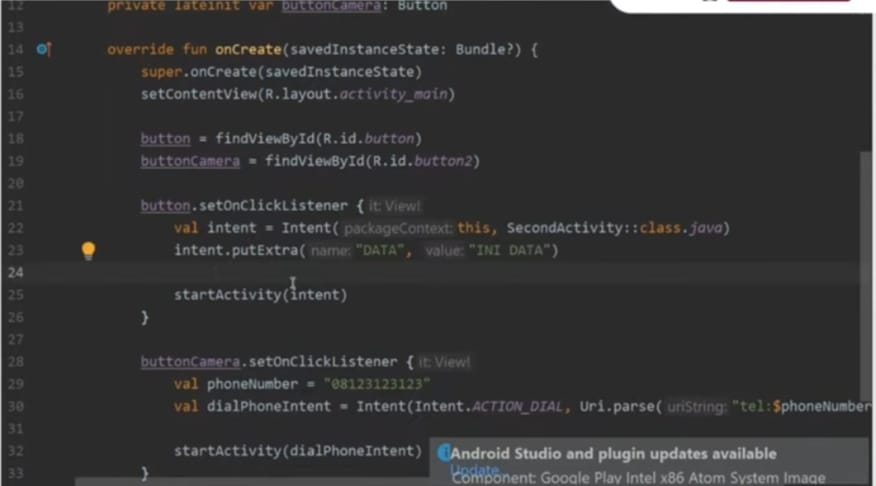 12 private lateinit var buttonCamera: Button
13
14 override fun onCreate(savedInstanceState: Bundle?) {
15 super.onCreate(savedInstanceState)
16 setContentView(R.layout.activity_main)
17
18 button = findViewById(R.id.button)
19 buttonCamera = findViewById(R.id.button2)
20
21 button.setOnClickListener { it: View!
22 val intent = Intent( packageContext: this, SecondActivity::class.java)
23 intent.putExtra( name: "DATA", value: "INI DATA")
24
25 startActivity(intent)
26 }
27
28 buttonCamera.setOnClickListener { it: View!
29 val phoneNumber = "08123123123"
30 val dialPhoneIntent = Intent(Intent.ACTION_DIAL, Uri.parse( uriString: "tel:$phoneNumber
31
32 startActivity(dialPhoneIntent)
33 }
Android Studio and plugin updates available
Update...
Component: Google Play Intel x86 Atom System Image